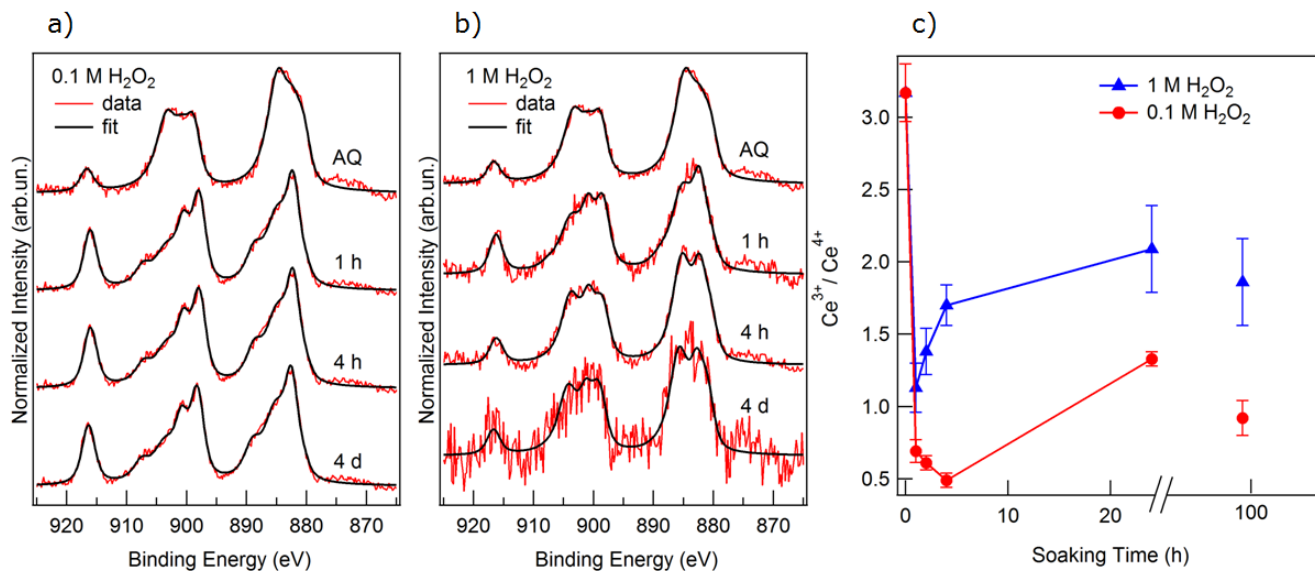 a)
0.1 M H₂O₂
data
fit
AQ
1 h
4 h
4 d
Normalized Intensity (arb.un.)
920 910 900 890 880 870
Binding Energy (eV)
b)
1 M H₂O₂
data
fit
AQ
1 h
4 h
4 d
Normalized Intensity (arb.un.)
920 910 900 890 880 870
Binding Energy (eV)
c)
1 M H₂O₂
0.1 M H₂O₂
Ce³⁺/ Ce⁴⁺
3.0
2.5
2.0
1.5
1.0
0.5
0 10 20 100
Soaking Time (h)